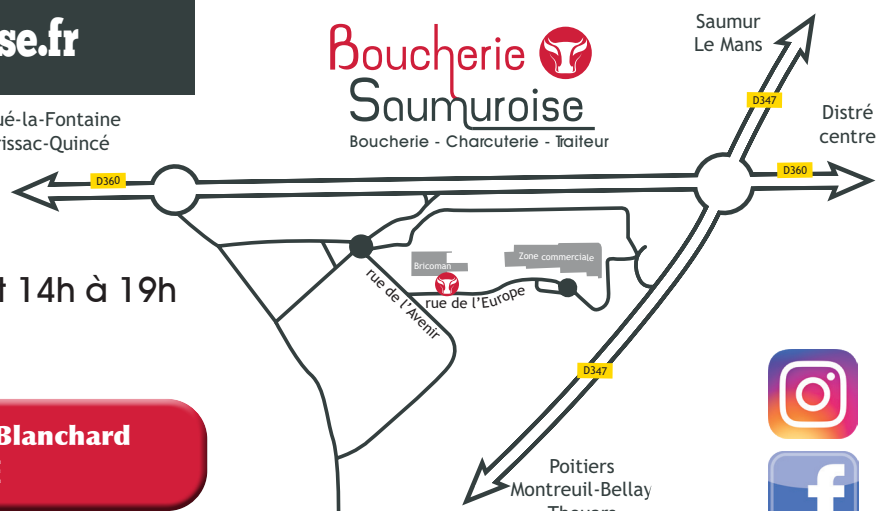 se.fr
Boucherie
Saumuroise
Boucherie - Charcuterie - Traiteur
Saumur
Le Mans
D347
Distré
centre
ué-la-Fontaine
rissac-Quincé
D360
D360
Bricoman
Zone commerciale
rue de l'Europe
rue de l'Avenir
t 14h à 19h
D347
Blanchard
Poitiers
Montreuil-Bellay
Thouars